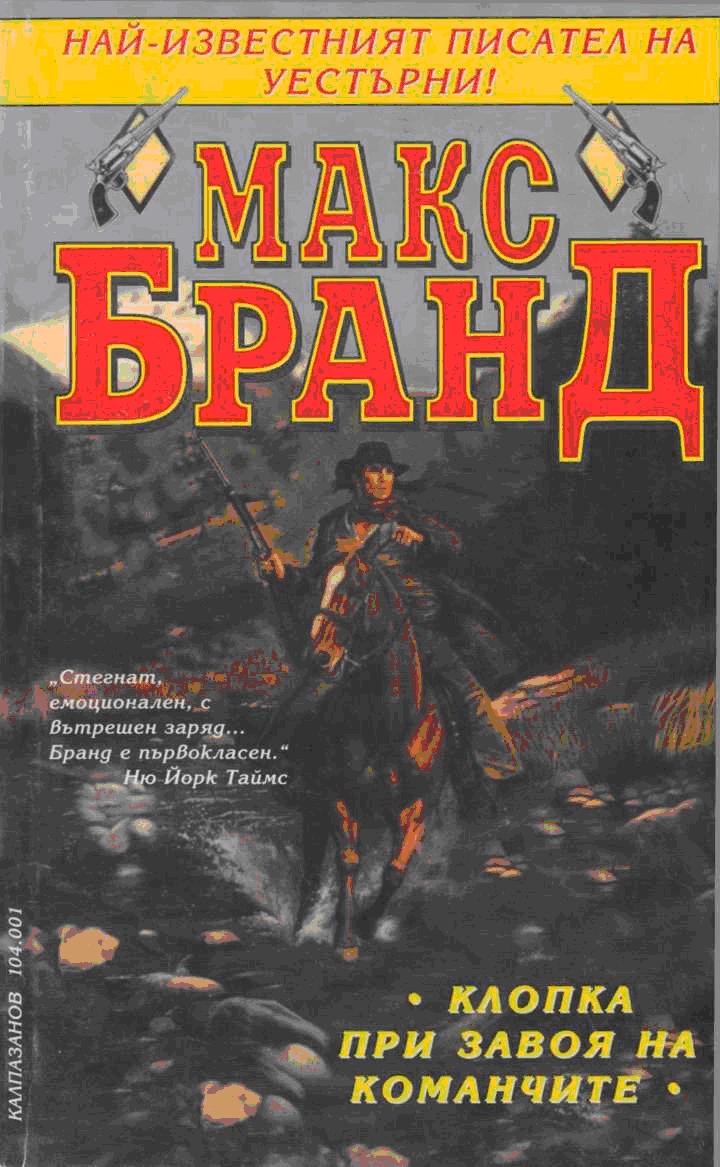 НАЙ-ИЗВЕСТНИЯТ ПИСАТЕЛ НА
УЕСТЪРНИ!
МАКС
БРАНД
„Стегнат,
емоционален, с
вътрешен заряд...
Бранд е първокласен.“
Ню Йорк Таймс
• КЛОПКА
ПРИ ЗАВОЯ НА
КОМАНЧИТЕ •
КАЛПАЗАНОВ 104.001